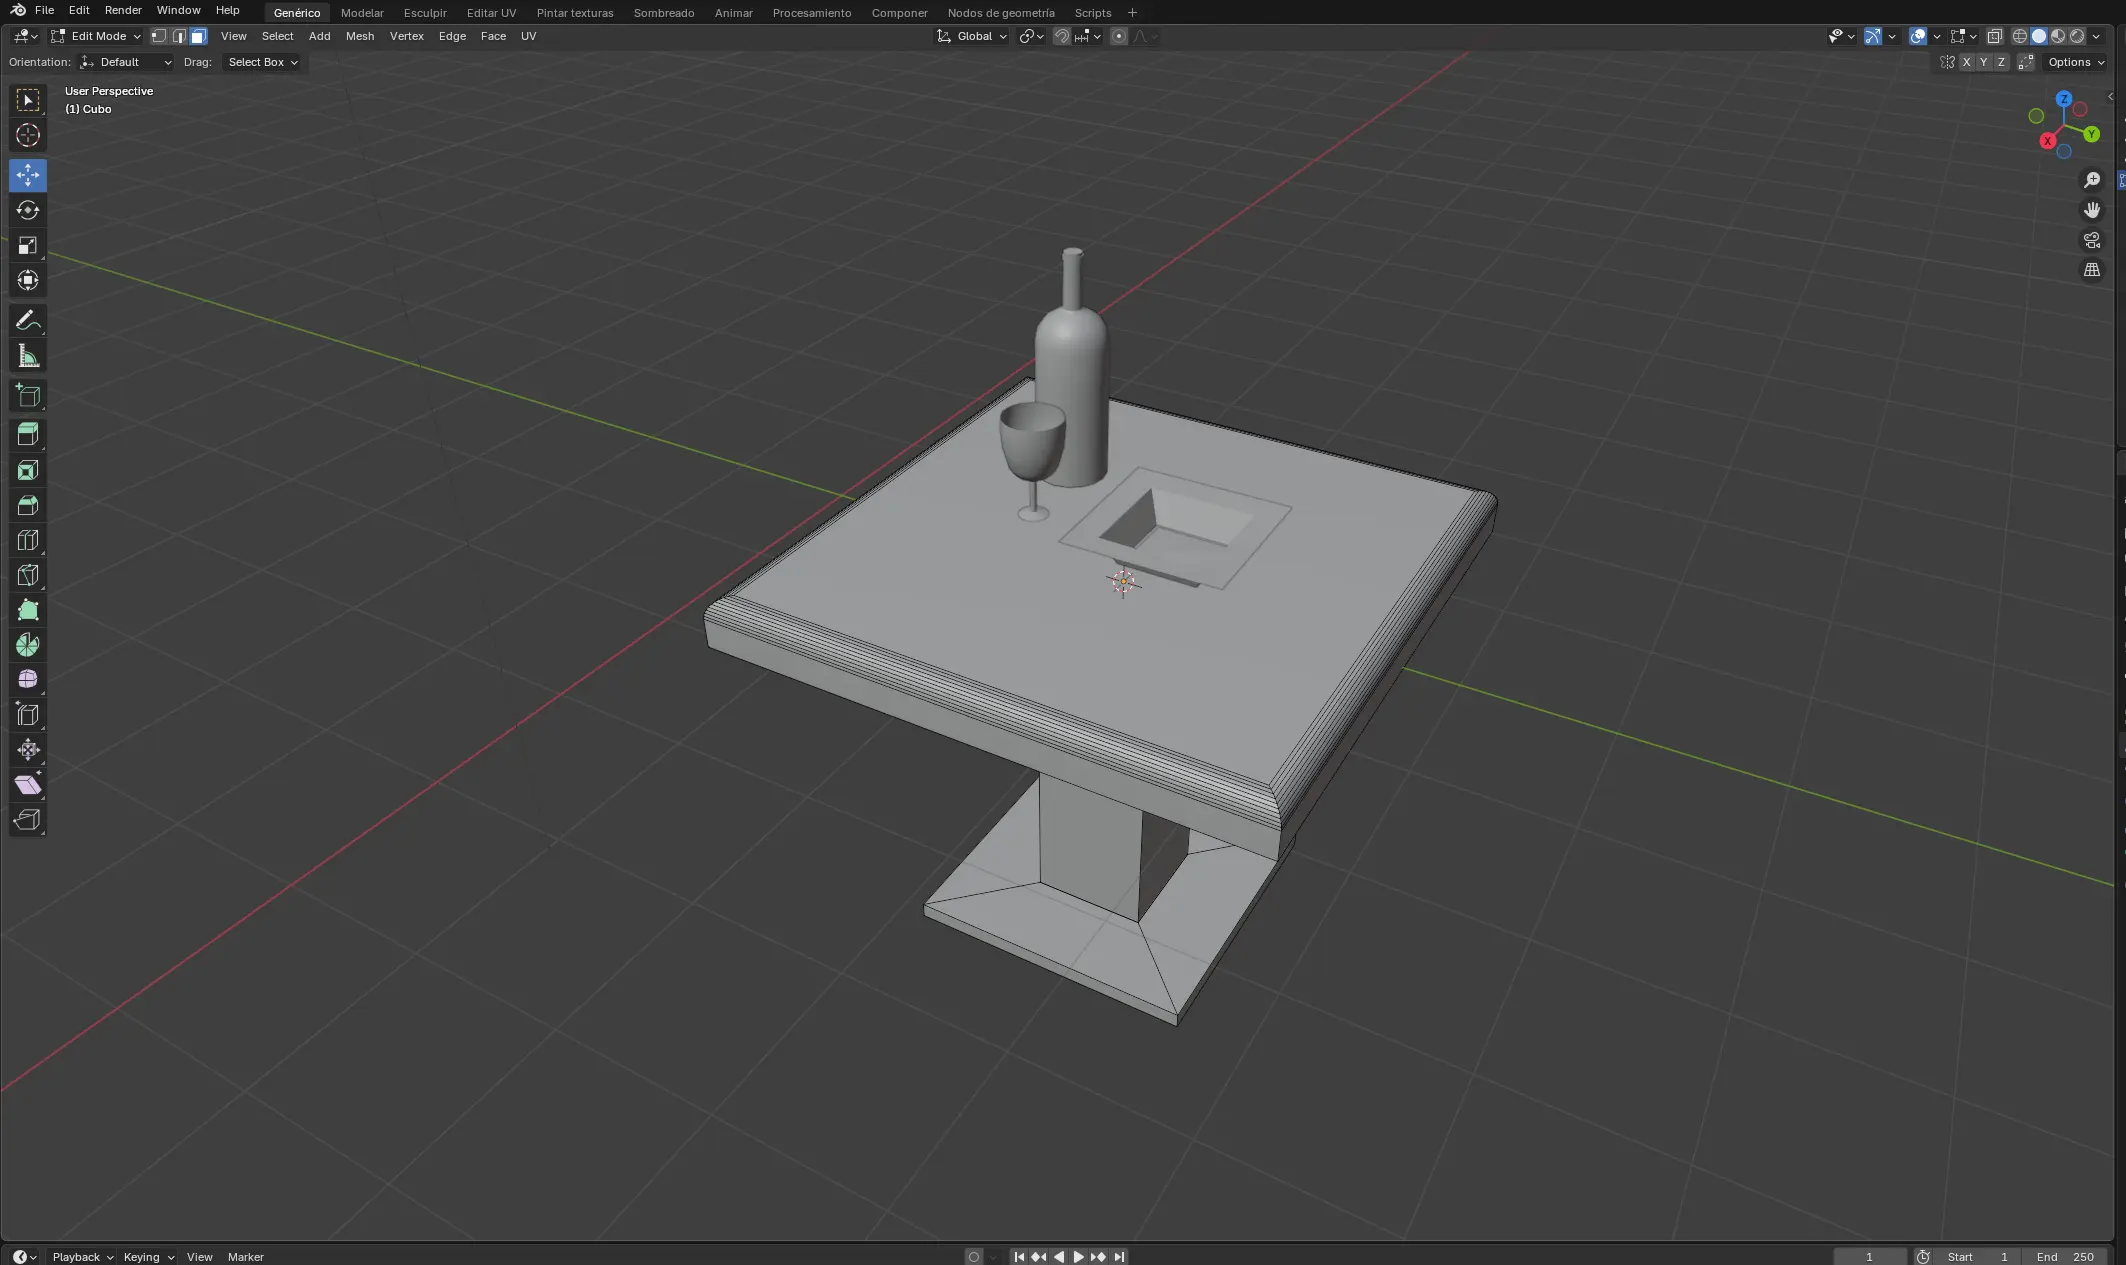 File Edit Render Window Help Genérico Modelar Esculpir Editar UV Pintar texturas Sombreado Animar Procesamiento Componer Nodos de geometría Scripts +
Edit Mode View Select Add Mesh Vertex Edge Face UV Global
Orientation: Default Drag: Select Box X Y Z Options
User Perspective
(1) Cubo
Z
Y
X
Playback Keying View Marker 1 Start 1 End 250